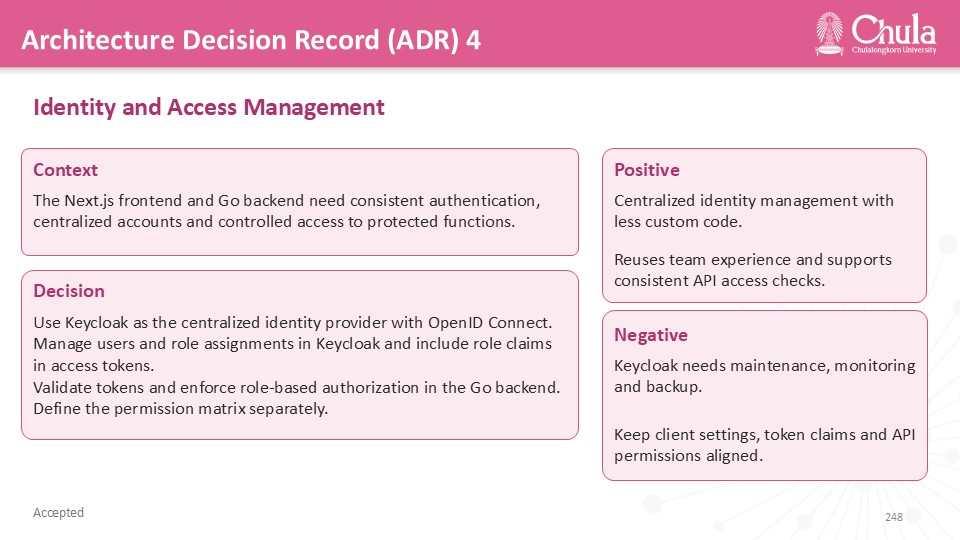 Architecture Decision Record (ADR) 4
Chula
Chulalongkorn University
Identity and Access Management
Context
The Next.js frontend and Go backend need consistent authentication,
centralized accounts and controlled access to protected functions.
Decision
Use Keycloak as the centralized identity provider with OpenID Connect.
Manage users and role assignments in Keycloak and include role claims
in access tokens.
Validate tokens and enforce role-based authorization in the Go backend.
Define the permission matrix separately.
Positive
Centralized identity management with
less custom code.
Reuses team experience and supports
consistent API access checks.
Negative
Keycloak needs maintenance, monitoring
and backup.
Keep client settings, token claims and API
permissions aligned.
Accepted
248